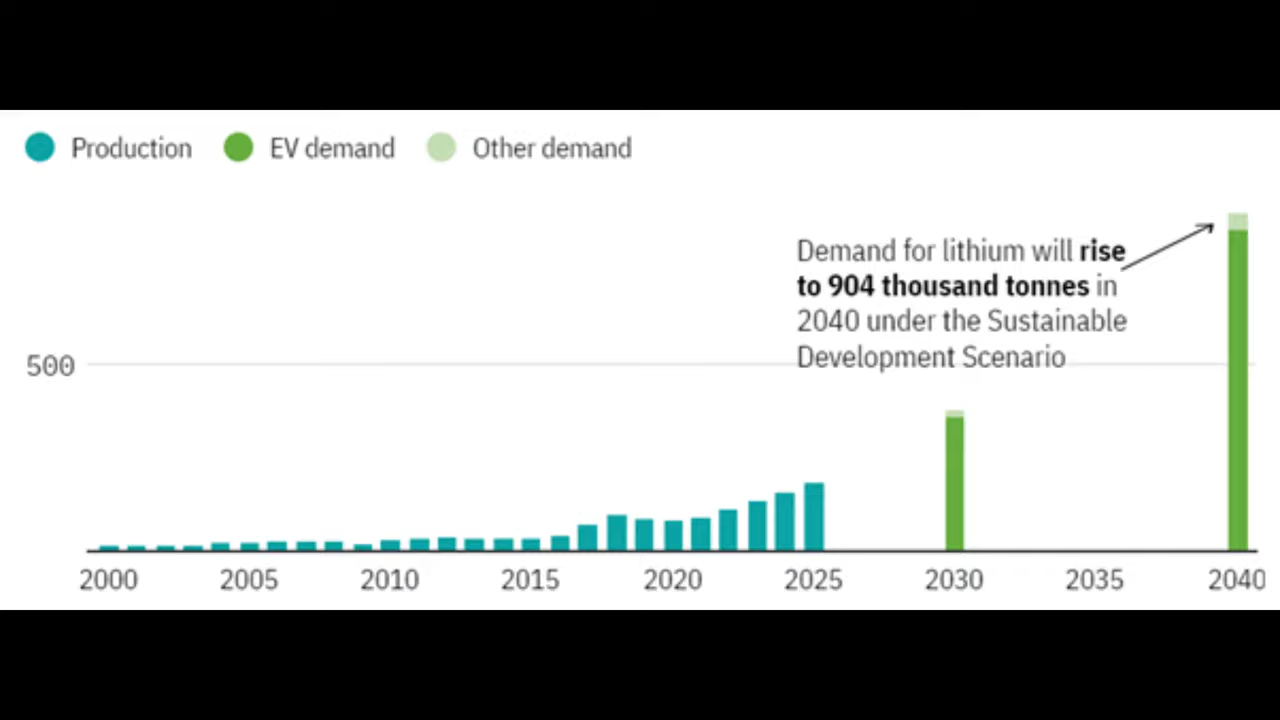 Production EV demand Other demand
Demand for lithium will rise
to 904 thousand tonnes in
2040 under the Sustainable
Development Scenario
500
2000 2005 2010 2015 2020 2025 2030 2035 2040